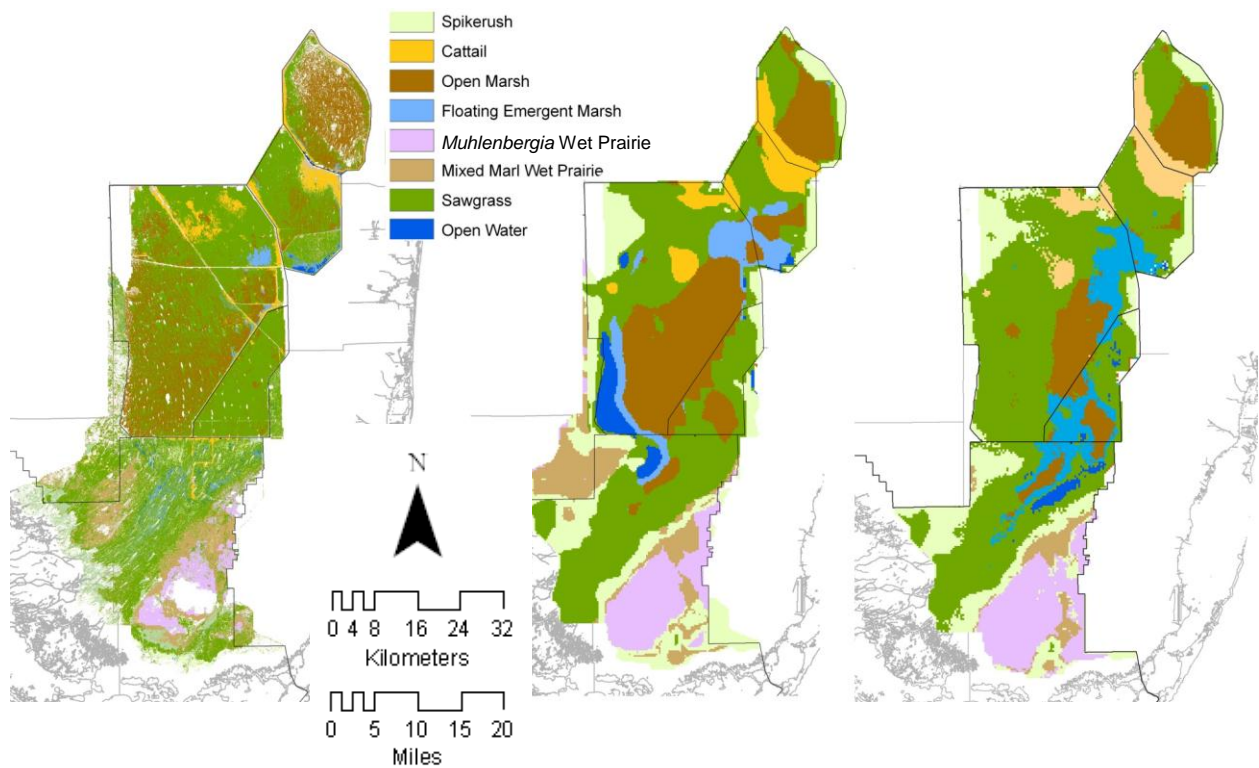 Spikerush
Cattail
Open Marsh
Floating Emergent Marsh
Muhlenbergia Wet Prairie
Mixed Marl Wet Prairie
Sawgrass
Open Water
N
0 4 8 16 24 32
Kilometers
0 5 10 15 20
Miles